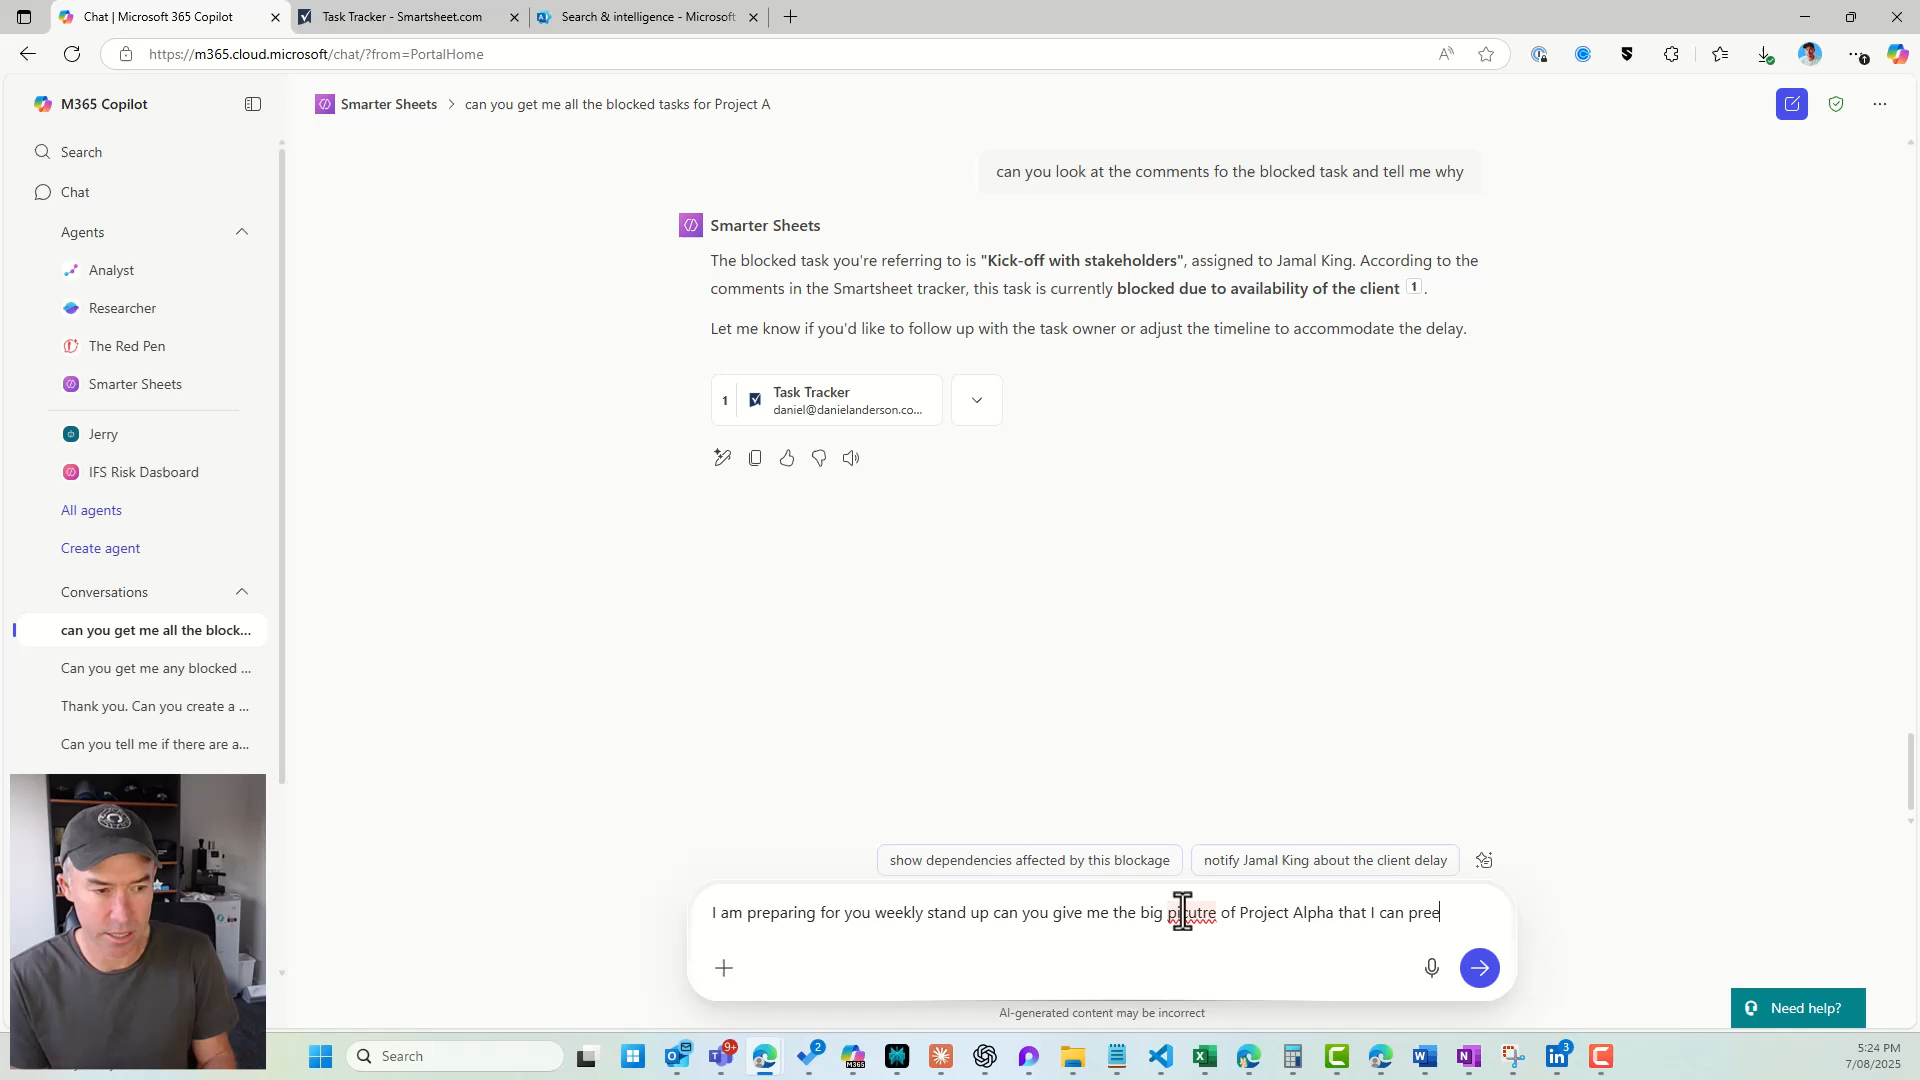 Chat | Microsoft 365 Copilot
Task Tracker - Smartsheet.com
Search & intelligence - Microsoft
https://m365.cloud.microsoft/chat/?from=PortalHome
M365 Copilot
Search
Chat
Agents
Analyst
Researcher
The Red Pen
Smarter Sheets
Jerry
IFS Risk Dasboard
All agents
Create agent
Conversations
can you get me all the block...
Can you get me any blocked ...
Thank you. Can you create a ...
Can you tell me if there are a...
Smarter Sheets > can you get me all the blocked tasks for Project A
can you look at the comments fo the blocked task and tell me why
Smarter Sheets
The blocked task you're referring to is "Kick-off with stakeholders", assigned to Jamal King. According to the
comments in the Smartsheet tracker, this task is currently blocked due to availability of the client 1.
Let me know if you'd like to follow up with the task owner or adjust the timeline to accommodate the delay.
1
Task Tracker
daniel@danielanderson.co...
show dependencies affected by this blockage
notify Jamal King about the client delay
I am preparing for you weekly stand up can you give me the big picutre of Project Alpha that I can pree
AI-generated content may be incorrect
Need help?
Search
9+
2
3
5:24 PM
7/08/2025